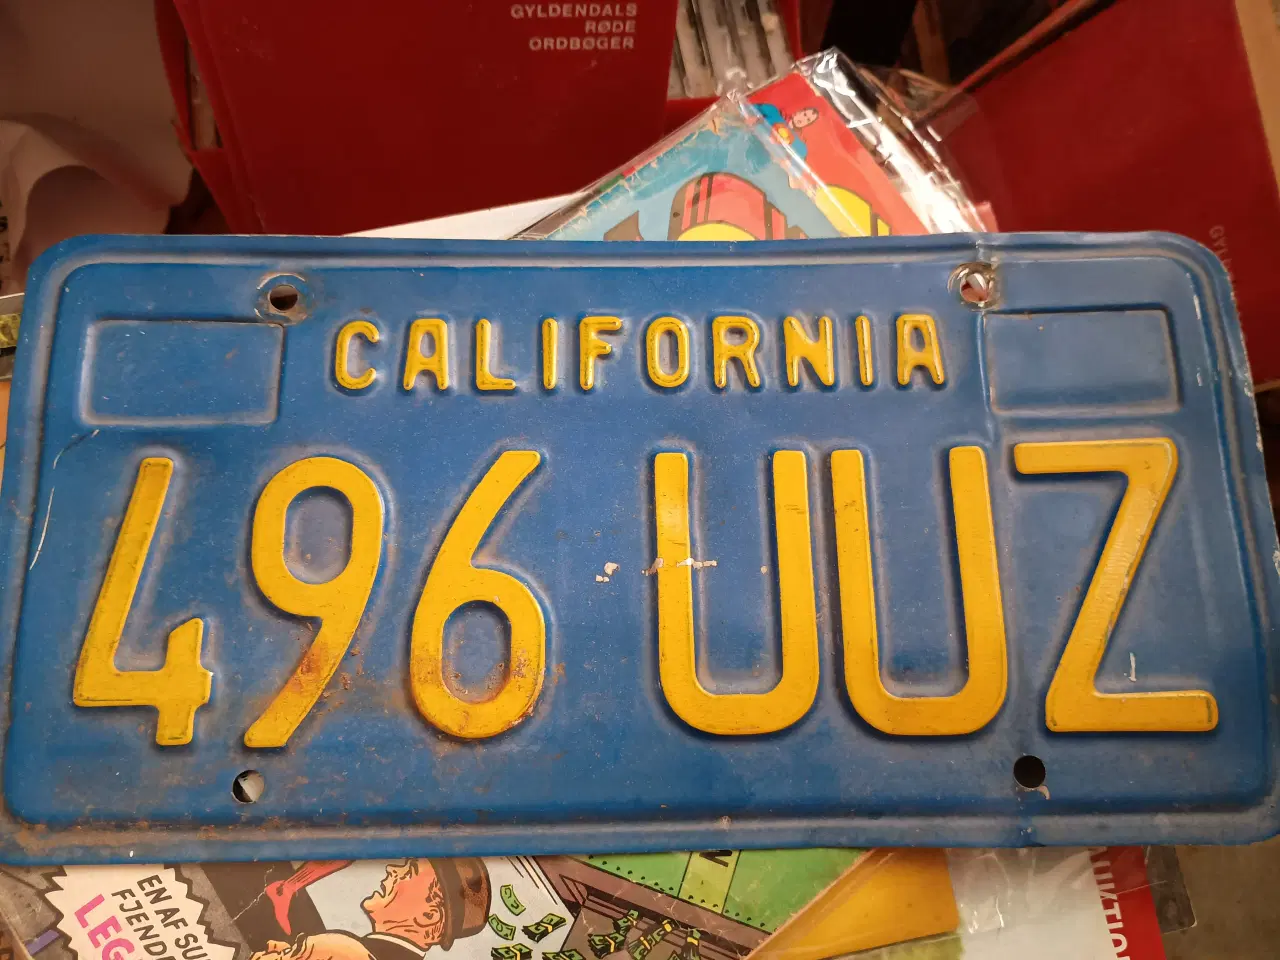 GYLDENDALS
RØDE
ORDBØGER
CALIFORNIA
496 UUZ
EN AF SU
FJEND
LEG